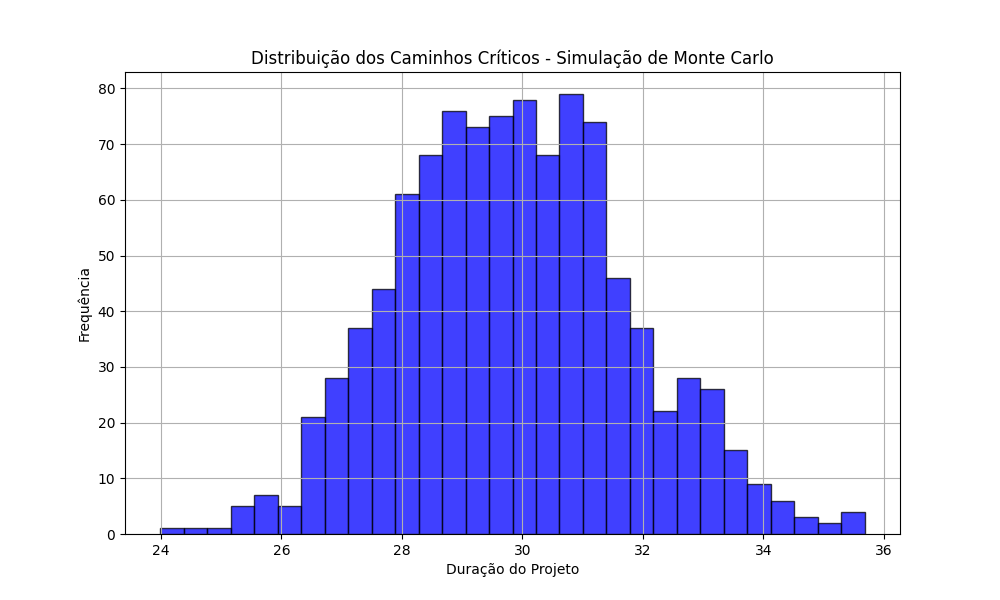 Distribuição dos Caminhos Críticos - Simulação de Monte Carlo
80
70
60
50
40
30
20
10
0
Frequência
24 26 28 30 32 34 36
Duração do Projeto